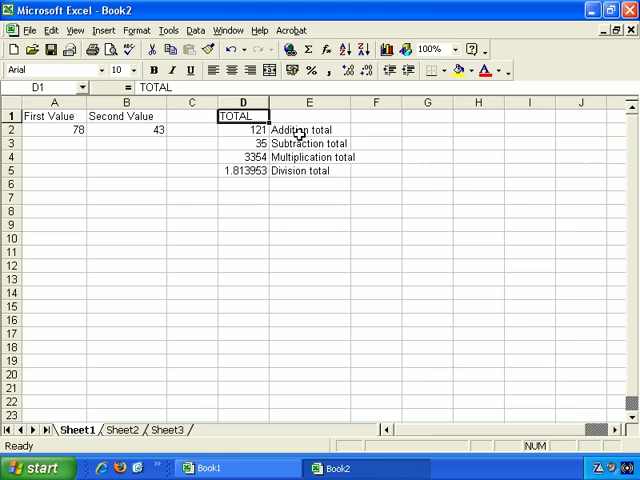 Microsoft Excel - Book2
File Edit View Insert Format Tools Data Window Help Acrobat
100%
Arial 10 B I U
D1 = TOTAL
A B C D E F G H I J
1 First Value Second Value TOTAL
2 78 43 121 Addition total
3 35 Subtraction total
4 3354 Multiplication total
5 1.813953 Division total
6
7
8
9
10
11
12
13
14
15
16
17
18
19
20
21
22
23
Sheet1 Sheet2 Sheet3
Ready NUM
start Book1 Book2